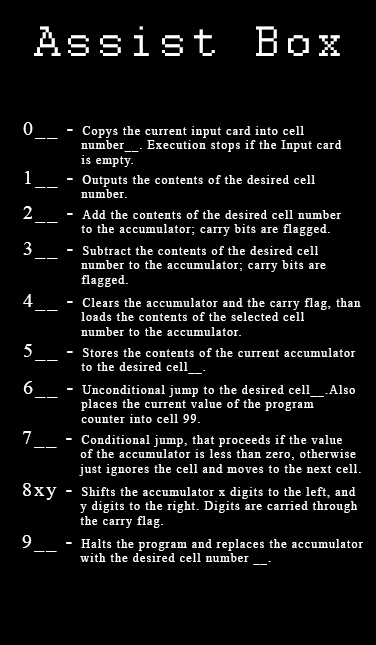 Assist Box
0__ - Copys the current input card into cell
number__. Execution stops if the Input card
is empty.
1__ - Outputs the contents of the desired cell
number.
2__ - Add the contents of the desired cell number
to the accumulator; carry bits are flagged.
3__ - Subtract the contents of the desired cell
number to the accumulator; carry bits are
flagged.
4__ - Clears the accumulator and the carry flag, than
loads the contents of the selected cell
number to the accumulator.
5__ - Stores the contents of the current accumulator
to the desired cell__.
6__ - Unconditional jump to the desired cell__.Also
places the current value of the program
counter into cell 99.
7__ - Conditional jump, that proceeds if the value
of the accumulator is less than zero, otherwise
just ignores the cell and moves to the next cell.
8xy - Shifts the accumulator x digits to the left, and
y digits to the right. Digits are carried through
the carry flag.
9__ - Halts the program and replaces the accumulator
with the desired cell number __.